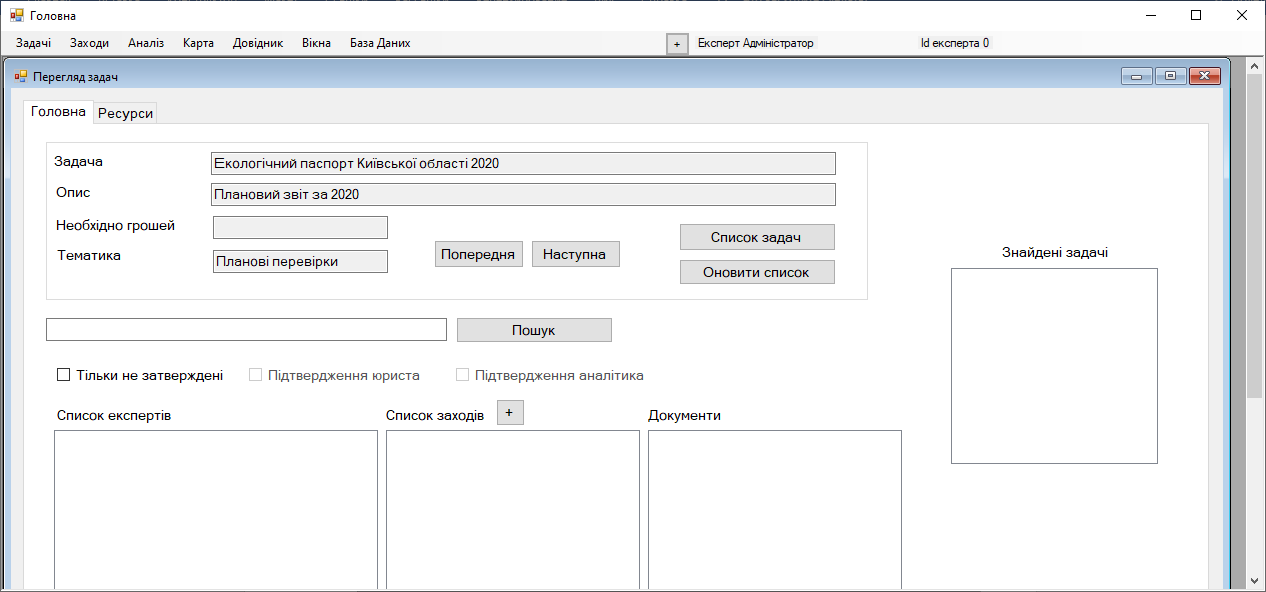 Головна
Задачі Заходи Аналіз Карта Довідник Вікна База Даних + Експерт Адміністратор Id експерта 0
Перегляд задач
Головна Ресурси
Задача Екологічний паспорт Київської області 2020
Опис Плановий звіт за 2020
Необхідно грошей
Тематика Планові перевірки
Попередня Наступна
Список задач
Оновити список
Знайдені задачі
Пошук
Тільки не затверждені Підтвердження юриста Підтвердження аналітика
Список експертів Список заходів + Документи